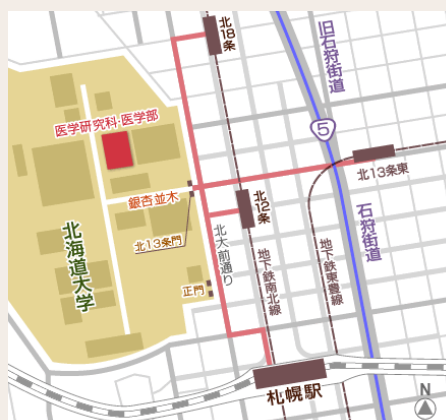 北18条
旧石狩街道
5
医学研究科・医学部
北13条東
銀杏並木
北12条
石狩街道
北海道大学
北13条門
北大前通り
地下鉄南北線
地下鉄東豊線
正門
札幌駅
N